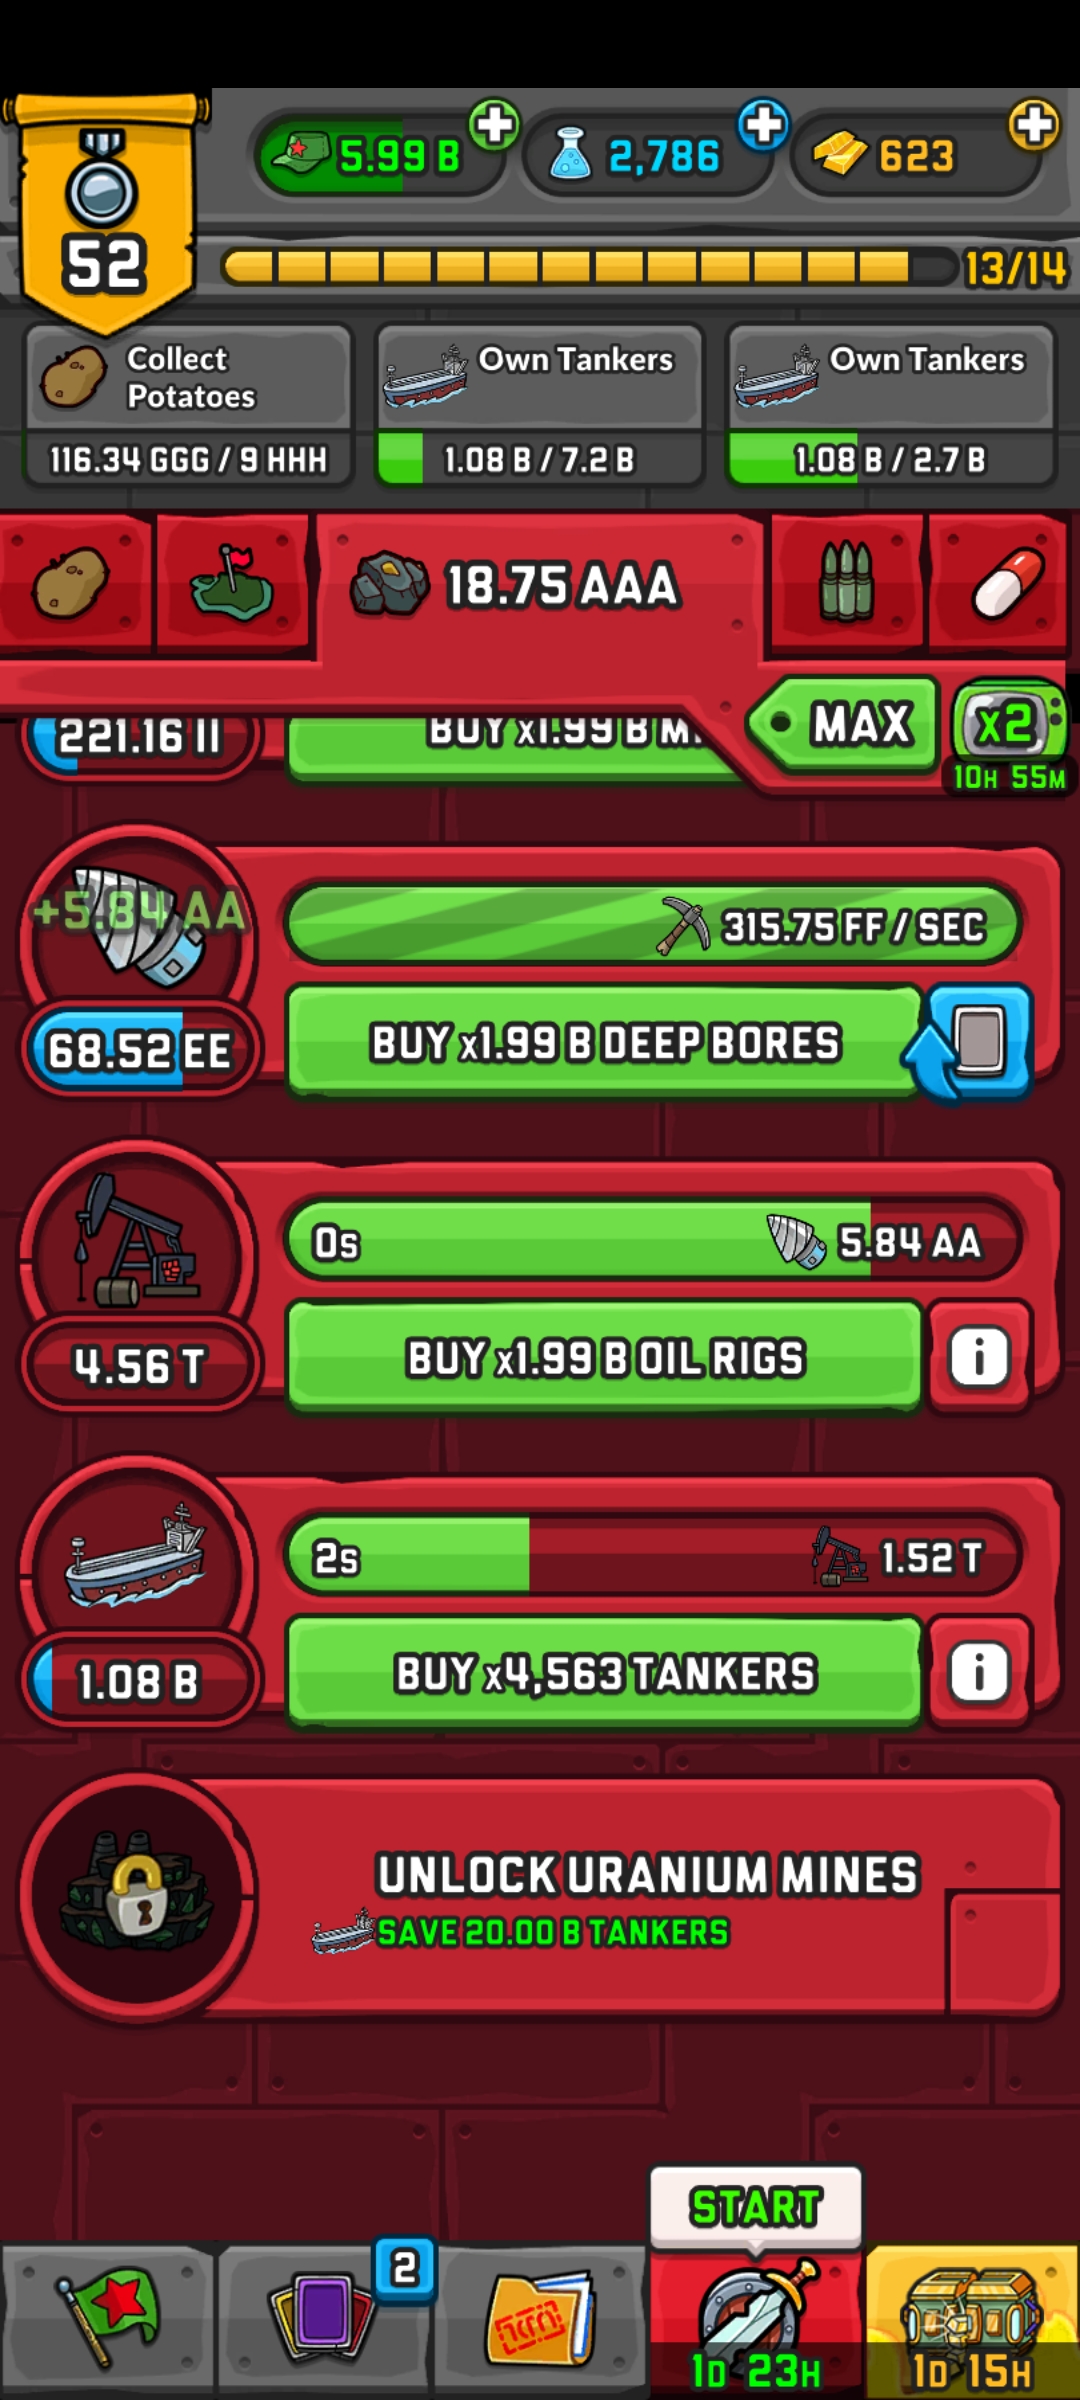 5.99 B
2,786
623
52
13/14
Collect
Potatoes
116.34 GGG / 9 HHH
Own Tankers
1.08 B / 7.2 B
Own Tankers
1.08 B / 2.7 B
18.75 AAA
MAX
x2
10H 55M
221.16 II
BUY x1.99 B
+5.84 AA
315.75 FF / SEC
68.52 EE
BUY x1.99 B DEEP BORES
0s
5.84 AA
4.56 T
BUY x1.99 B OIL RIGS
i
2s
1.52 T
1.08 B
BUY x4,563 TANKERS
i
UNLOCK URANIUM MINES
SAVE 20.00 B TANKERS
START
2
1D 23H
1D 15H